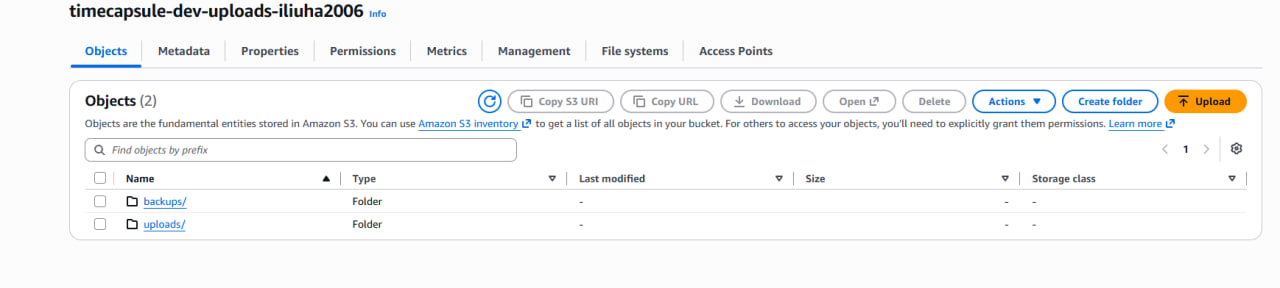 timecapsule-dev-uploads-iliuha2006 Info
Objects Metadata Properties Permissions Metrics Management File systems Access Points
Objects (2) Copy S3 URI Copy URL Download Open Delete Actions Create folder Upload
Objects are the fundamental entities stored in Amazon S3. You can use Amazon S3 inventory to get a list of all objects in your bucket. For others to access your objects, you'll need to explicitly grant them permissions. Learn more
Find objects by prefix 1
Name Type Last modified Size Storage class
backups/ Folder - - -
uploads/ Folder - - -